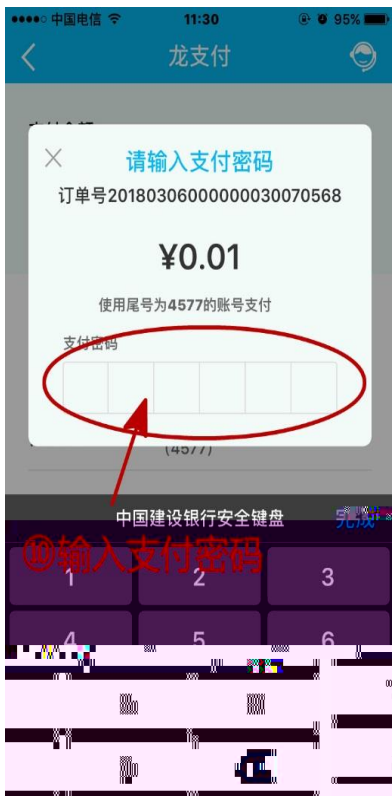 中国电信 11:30 95%
龙支付
请输入支付密码
订单号20180306000000030070568
¥0.01
使用尾号为4577的账号支付
支付密码
(4577)
中国建设银行安全键盘 完成
⑩输入支付密码
1 2 3
4 5 6